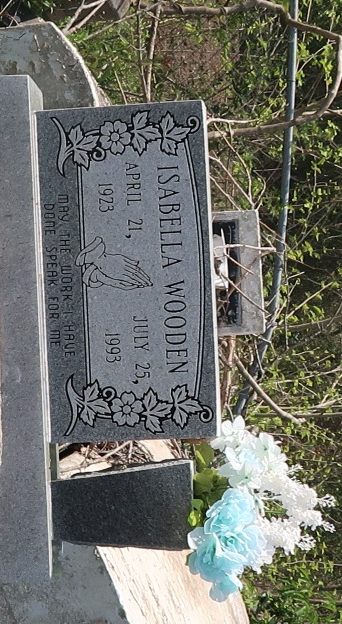 ISABELLA WOODEN
APRIL 21, JULY 25,
1923 1993
MAY THE WORK I HAVE
DONE SPEAK FOR ME